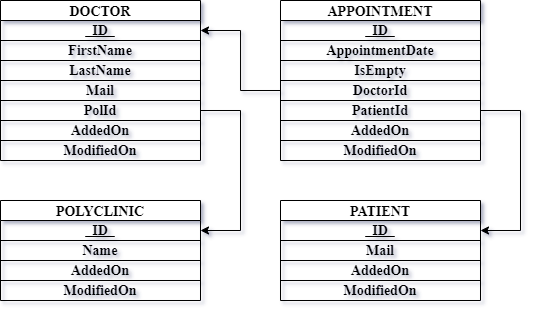 DOCTOR
ID
FirstName
LastName
Mail
PolId
AddedOn
ModifiedOn
APPOINTMENT
ID
AppointmentDate
IsEmpty
DoctorId
PatientId
AddedOn
ModifiedOn
POLYCLINIC
ID
Name
AddedOn
ModifiedOn
PATIENT
ID
Mail
AddedOn
ModifiedOn